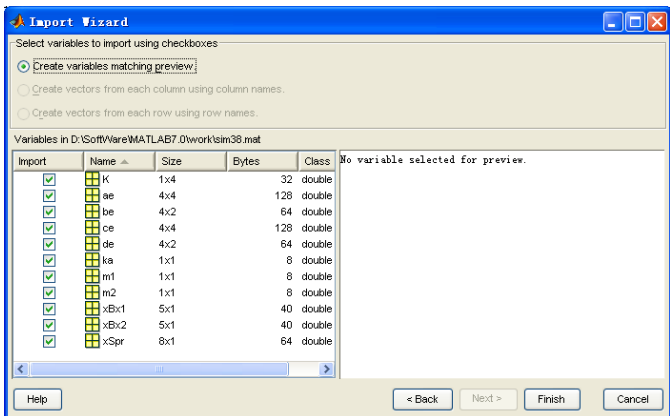 Import Wizard
Select variables to import using checkboxes
Create variables matching preview.
Create vectors from each column using column names.
Create vectors from each row using row names.
Variables in D:\SoftWare\MATLAB7.0\work\sim38.mat
Import Name Size Bytes Class
K 1x4 32 double
ae 4x4 128 double
be 4x2 64 double
ce 4x4 128 double
de 4x2 64 double
ka 1x1 8 double
m1 1x1 8 double
m2 1x1 8 double
xBx1 5x1 40 double
xBx2 5x1 40 double
xSpr 8x1 64 double
No variable selected for preview.
Help < Back Next > Finish Cancel